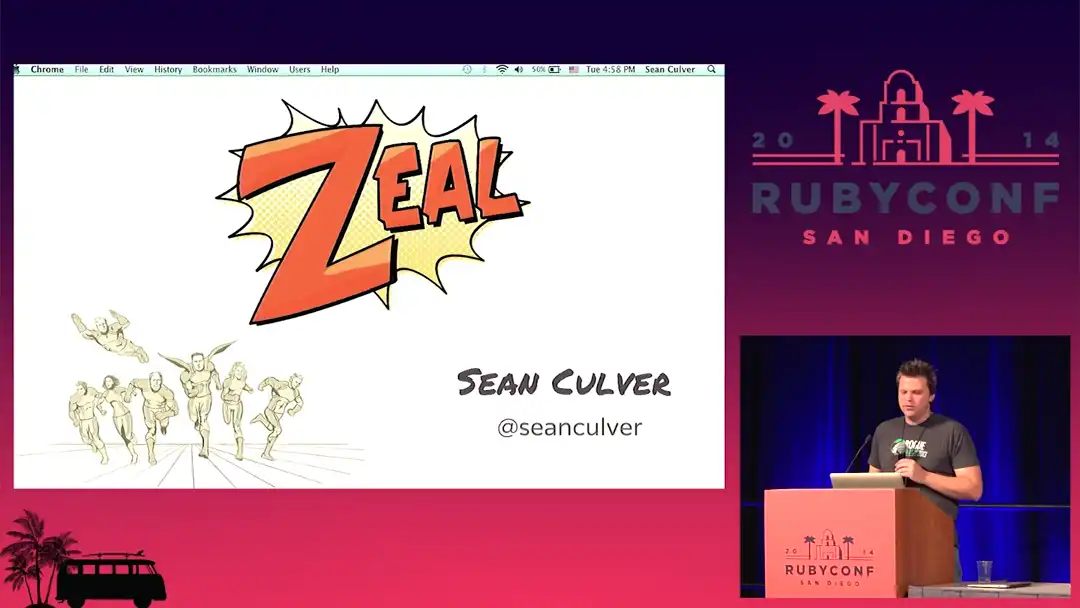 Chrome File Edit View History Bookmarks Window Users Help 50% Tue 4:58 PM Sean Culver
ZEAL
SEAN CULVER
@seanculver
20 14
RUBYCONF
SAN DIEGO
20 14
RUBYCONF
SAN DIEGO